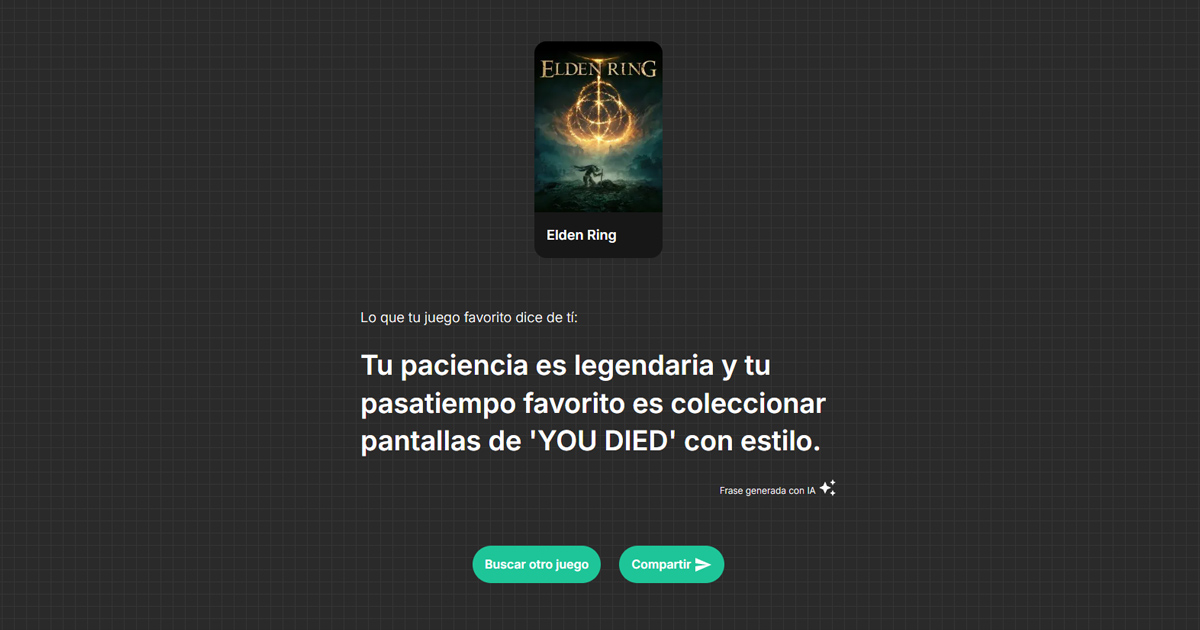 ELDEN RING
Elden Ring
Lo que tu juego favorito dice de tí:
Tu paciencia es legendaria y tu
pasatiempo favorito es coleccionar
pantallas de 'YOU DIED' con estilo.
Frase generada con IA
Buscar otro juego
Compartir